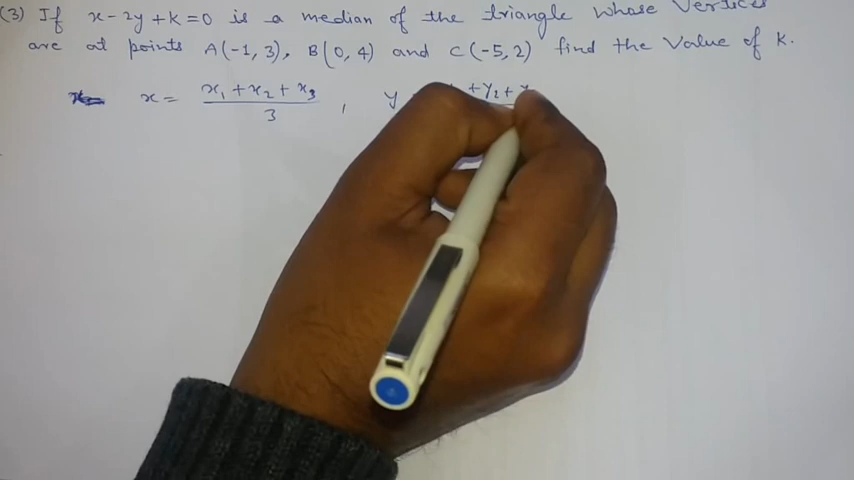 (3) If x-2y+k=0 is a median of the triangle whose vertices
are at points A(-1, 3), B(0, 4) and C(-5, 2) find the value of k.
x = x₁ + x₂ + x₃ / 3 , y + y₂ +